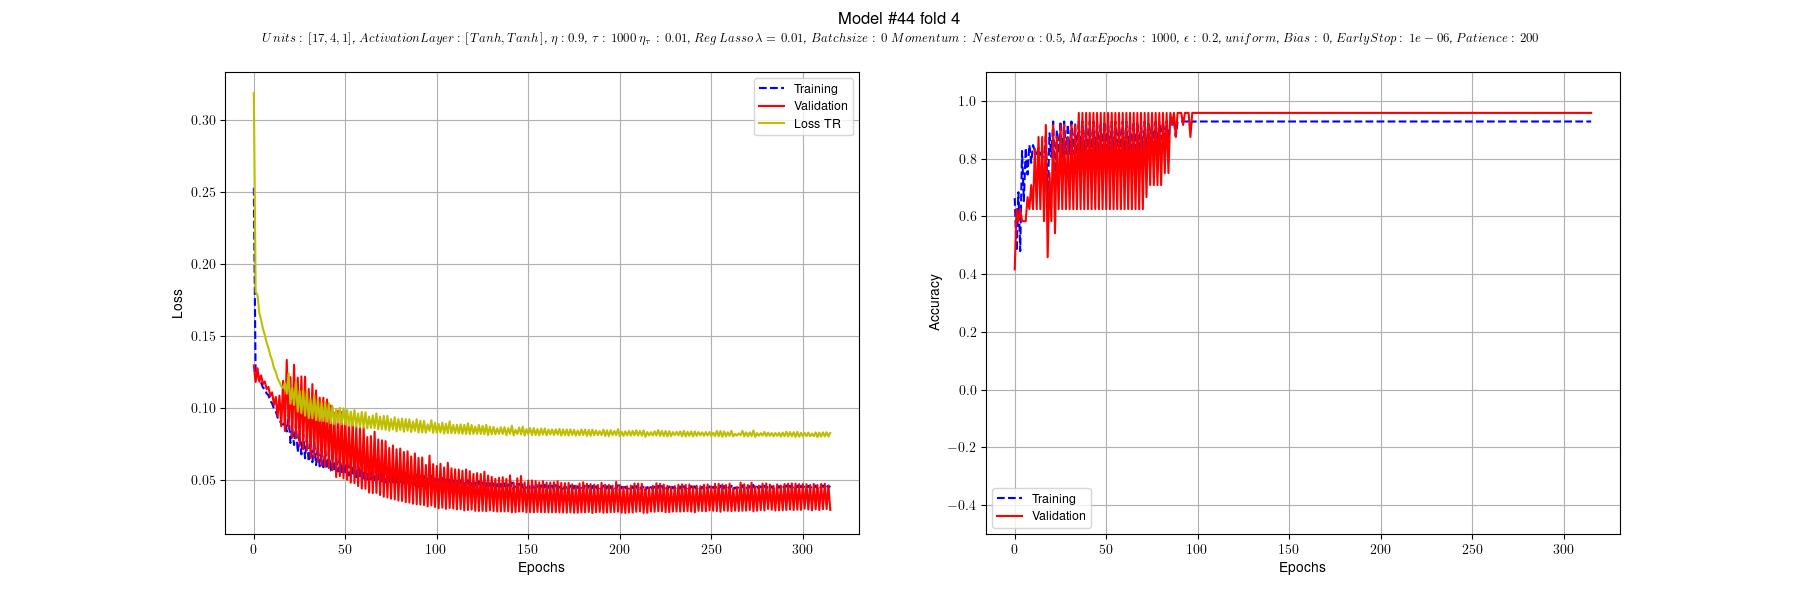 Model #44 fold 4
Units : [17, 4, 1], ActivationLayer : [Tanh, Tanh], η : 0.9, τ : 1000 ητ : 0.01, Reg Lasso λ = 0.01, Batchsize : 0 Momentum : Nesterov α : 0.5, MaxEpochs : 1000, ϵ : 0.2, uniform, Bias : 0, EarlyStop : 1e − 06, Patience : 200
Training
Validation
Loss TR
0.30
0.25
0.20
0.15
0.10
0.05
Loss
0 50 100 150 200 250 300
Epochs
1.0
0.8
0.6
0.4
0.2
0.0
−0.2
−0.4
Accuracy
Training
Validation
0 50 100 150 200 250 300
Epochs